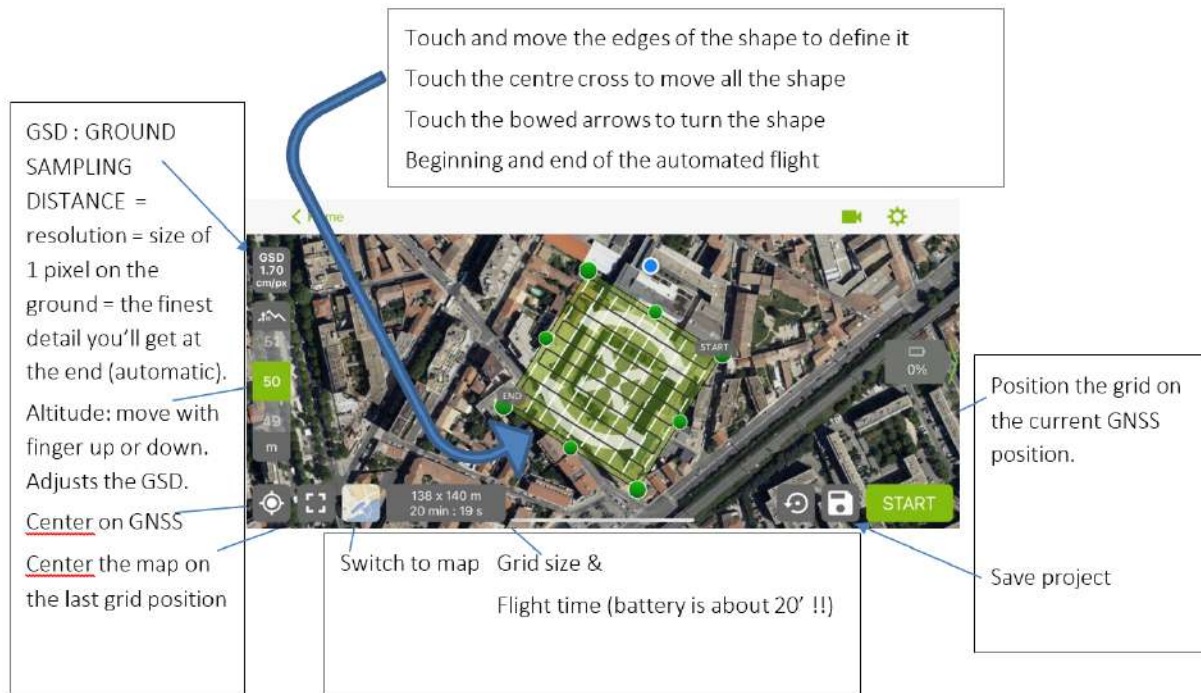 Touch and move the edges of the shape to define it
Touch the centre cross to move all the shape
Touch the bowed arrows to turn the shape
Beginning and end of the automated flight
GSD : GROUND
SAMPLING
DISTANCE =
resolution = size of
1 pixel on the
ground = the finest
detail you'll get at
the end (automatic).
Altitude: move with
finger up or down.
Adjusts the GSD.
Center on GNSS
Center the map on
the last grid position
GSD
1.70
cm/px
51
50
49
m
START
END
0%
138 x 140 m
20 min : 19 s
START
Switch to map
Grid size &
Flight time (battery is about 20' !!)
Position the grid on
the current GNSS
position.
Save project